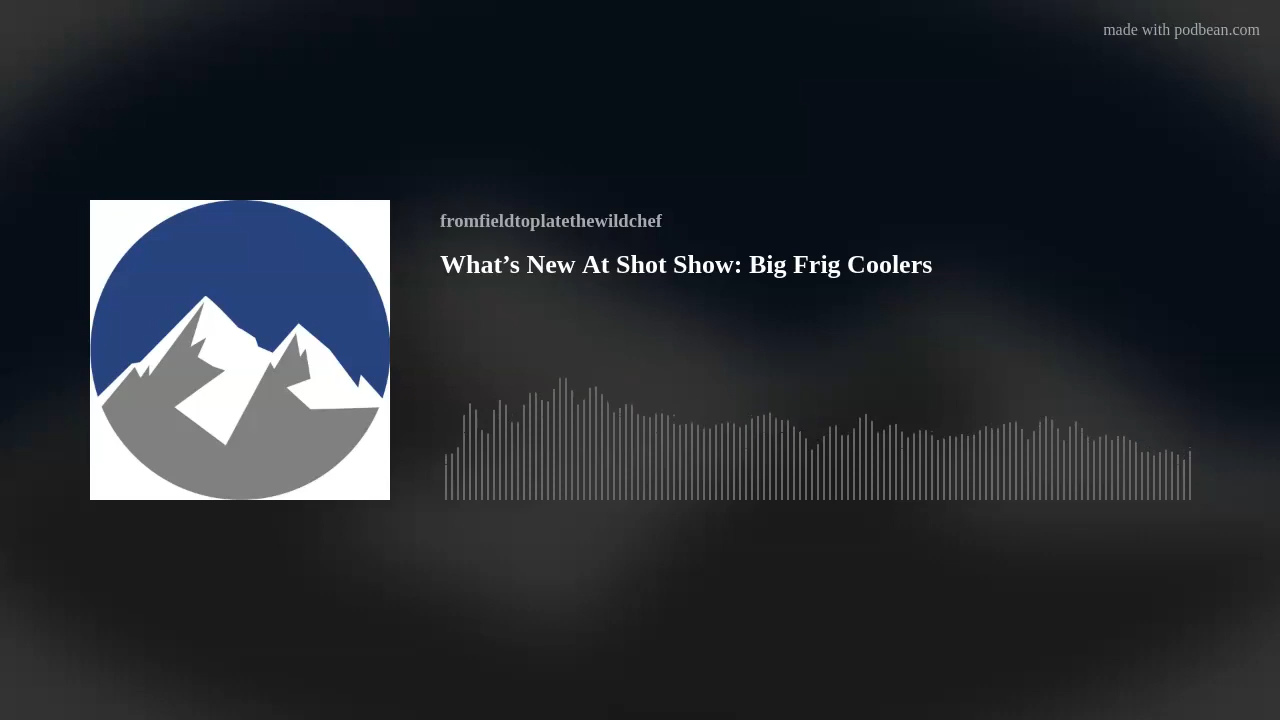 made with podbean.com
fromfieldtoplatethewildchef
What’s New At Shot Show: Big Frig Coolers